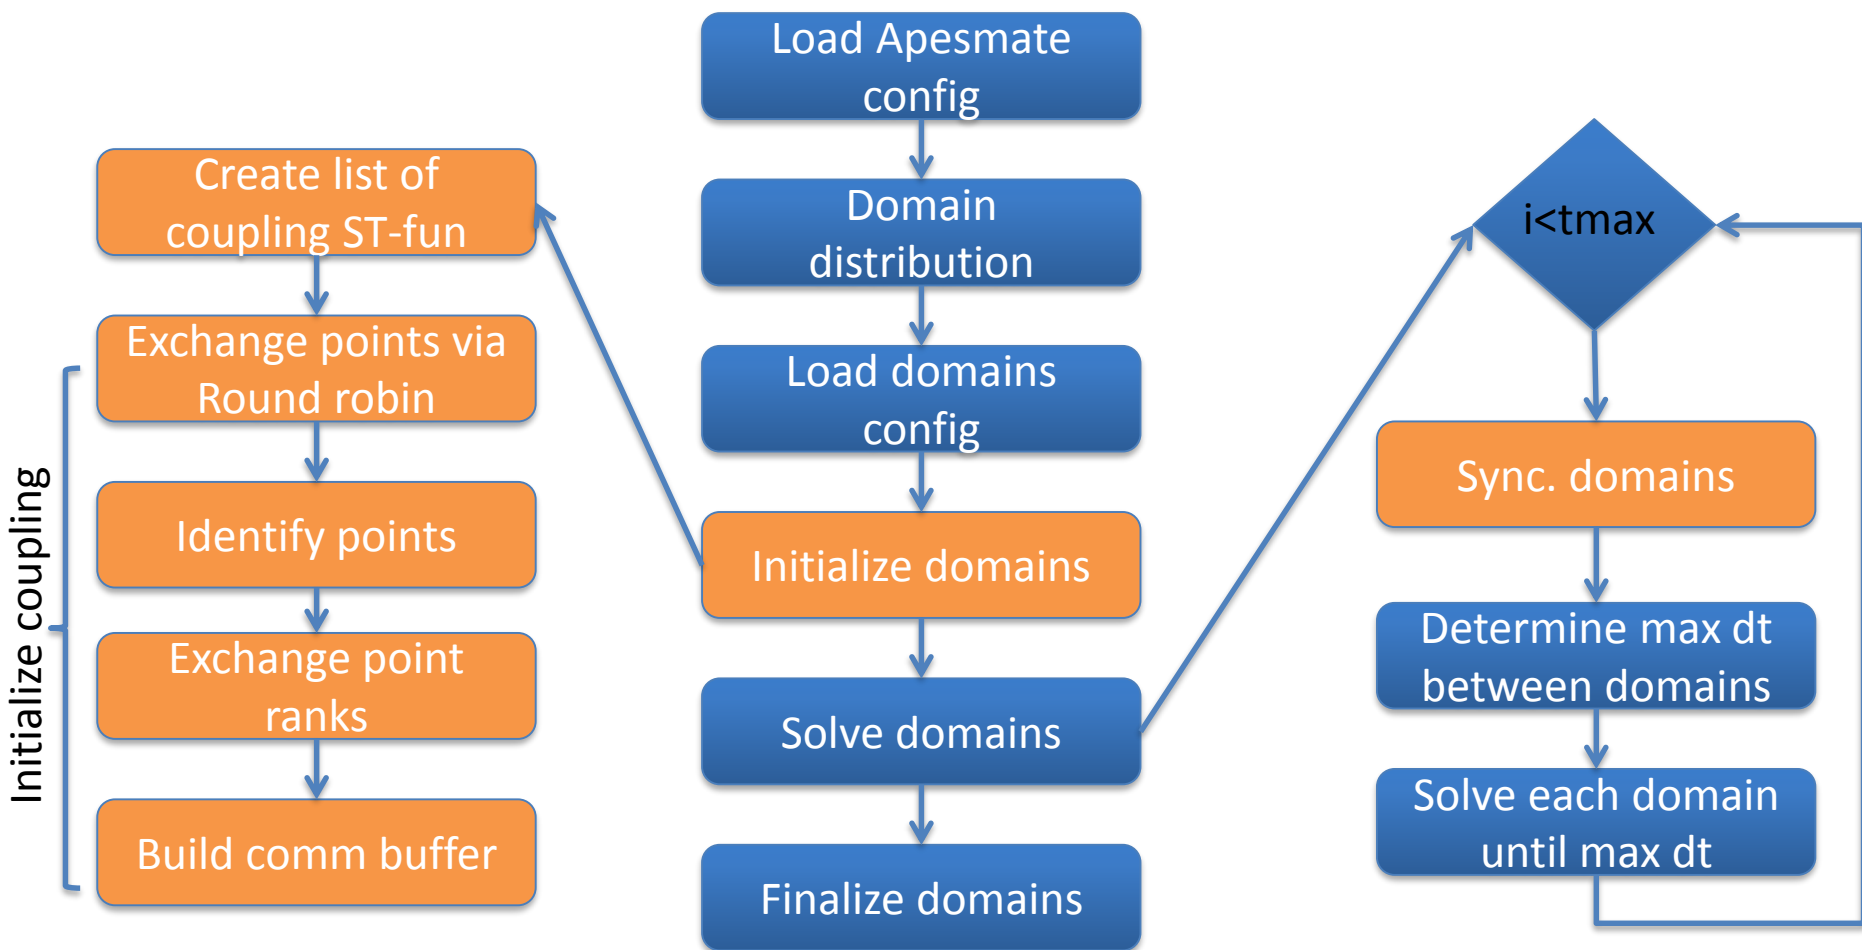 Load Apesmate
config
Domain
distribution
Load domains
config
Initialize domains
Solve domains
Finalize domains
Create list of
coupling ST-fun
Exchange points via
Round robin
Identify points
Exchange point
ranks
Build comm buffer
Initialize coupling
i<tmax
Sync. domains
Determine max dt
between domains
Solve each domain
until max dt